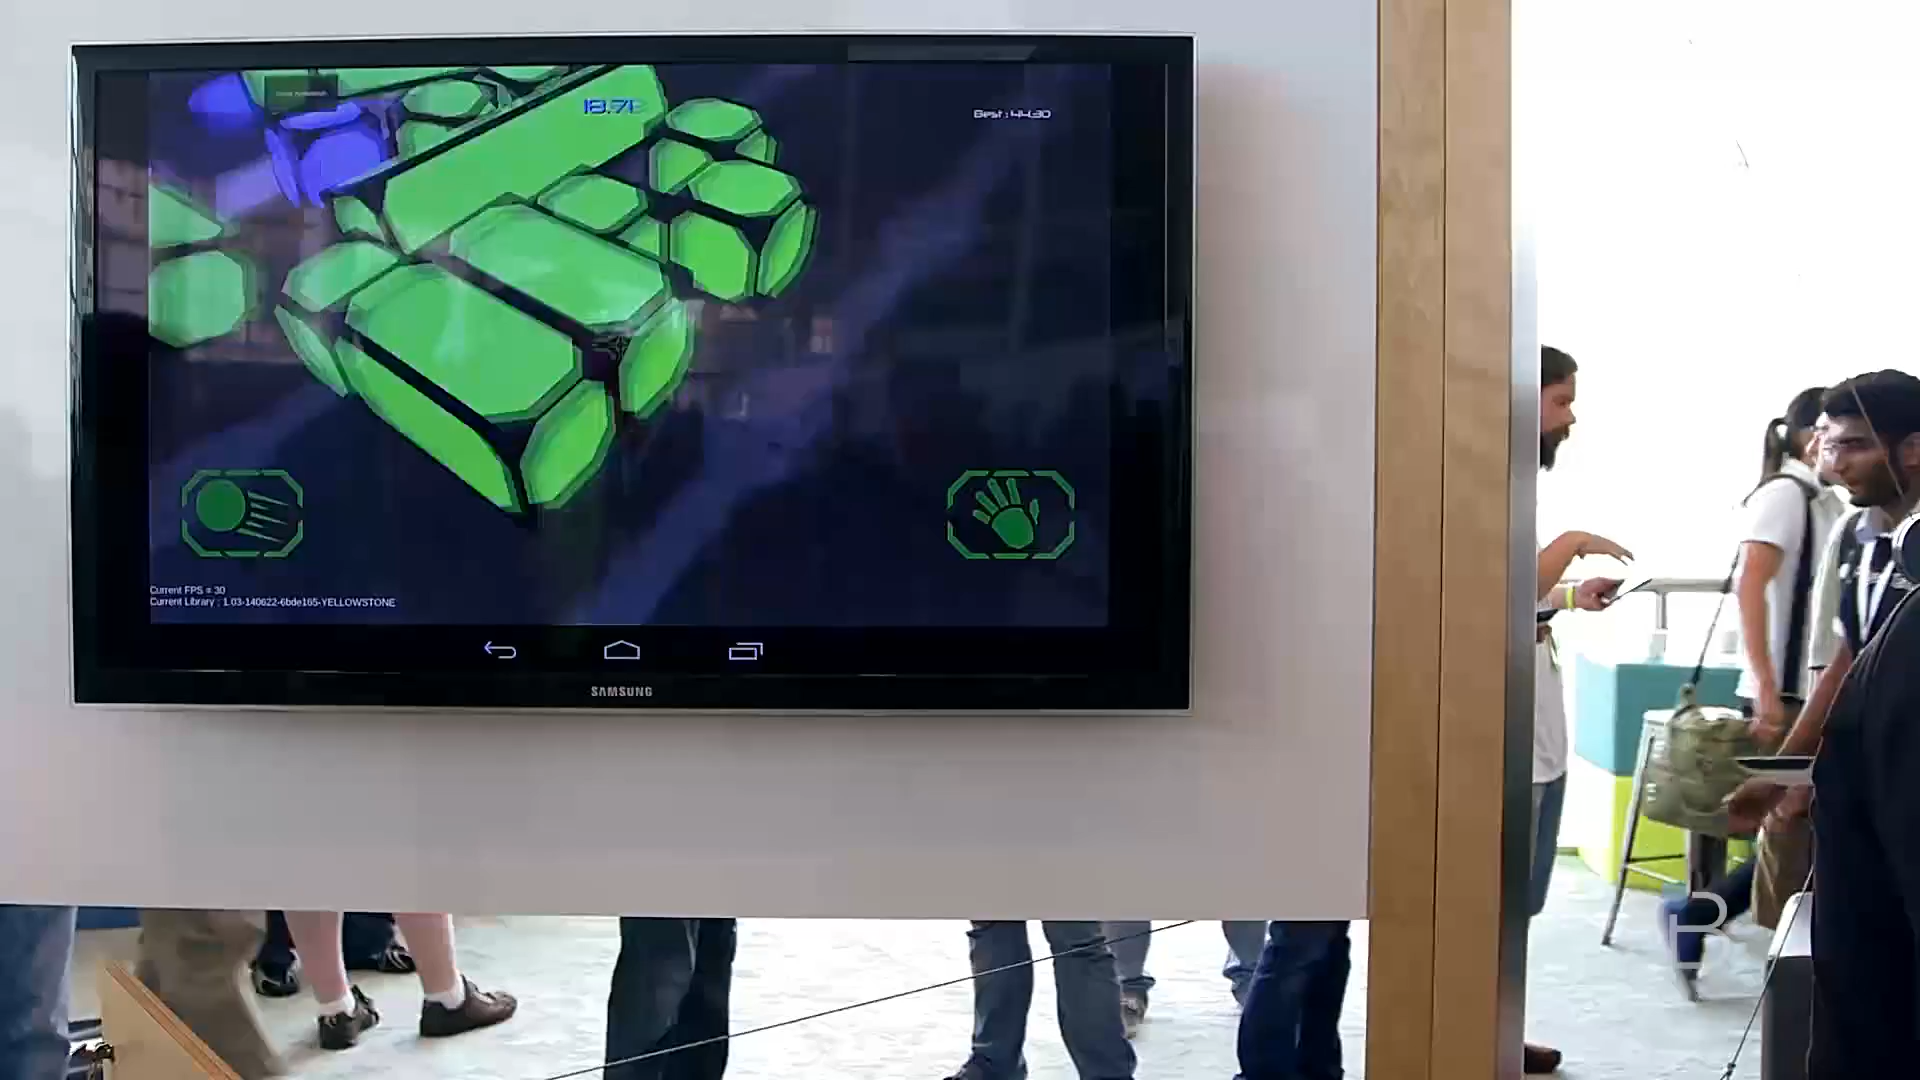 18.71
Best : 44.30
Current FPS = 30
Current Library : 1.03-140622-6bde165-YELLOWSTONE
SAMSUNG
B